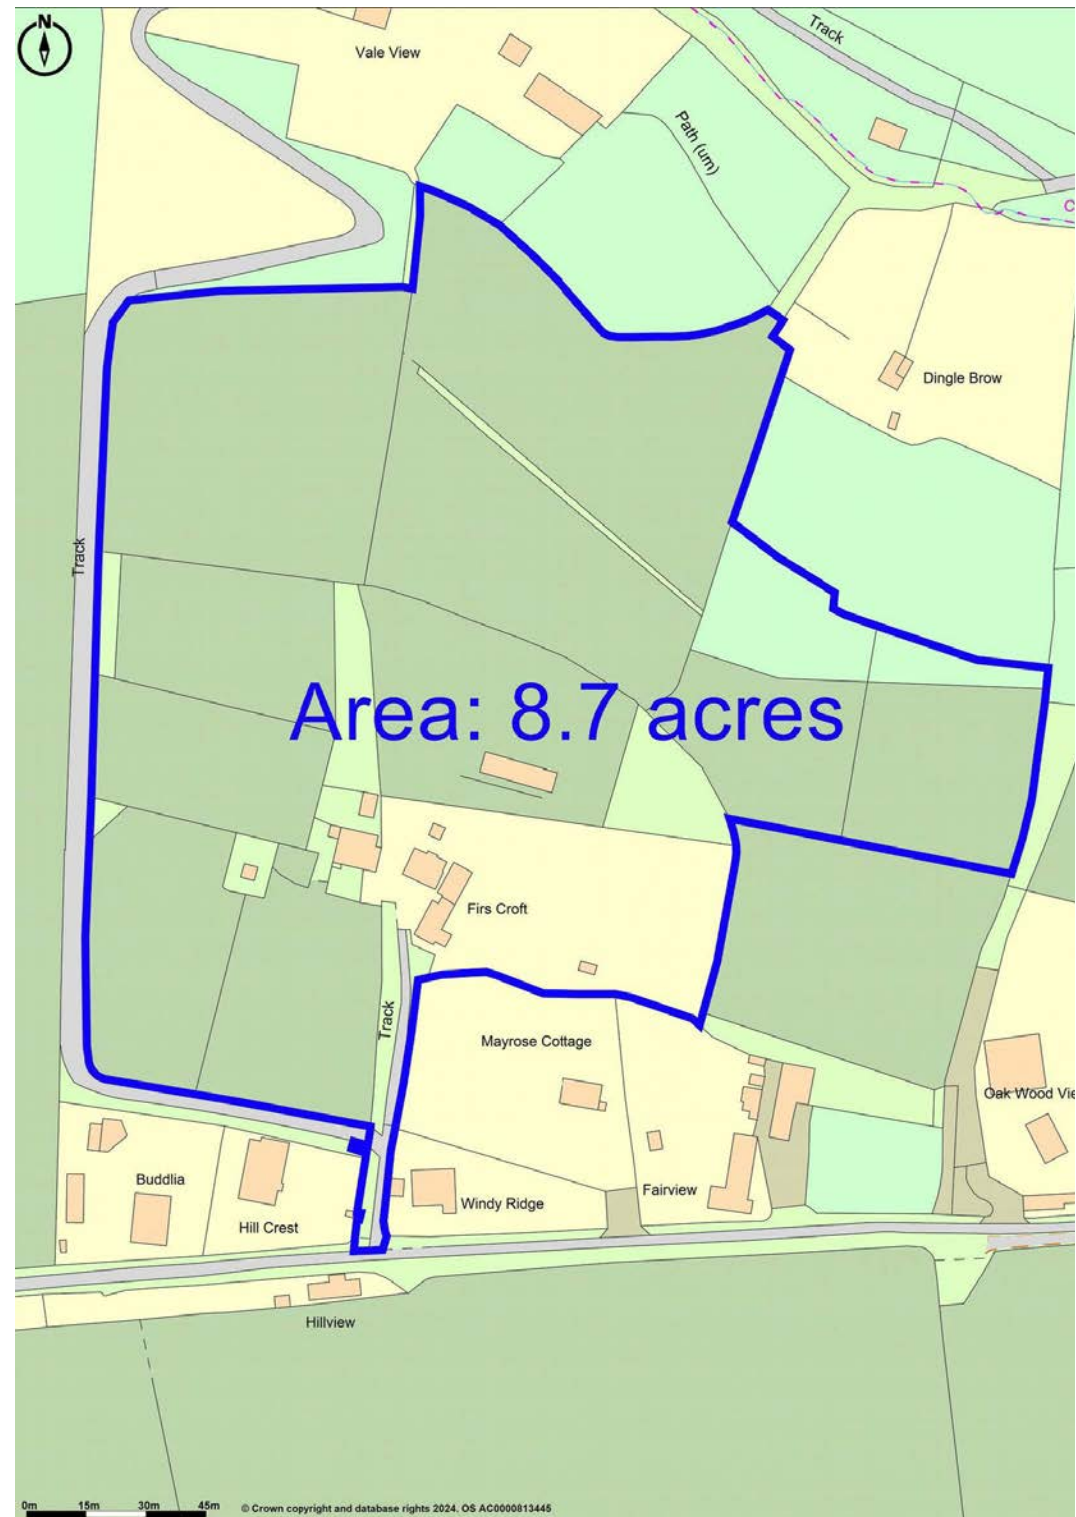 N
Vale View
Track
Path (um)
C
Dingle Brow
Track
Area: 8.7 acres
Firs Croft
Track
Mayrose Cottage
Oak Wood Vie
Buddlia
Hill Crest
Windy Ridge
Fairview
Hillview
0m 15m 30m 45m © Crown copyright and database rights 2024. OS AC0000813445